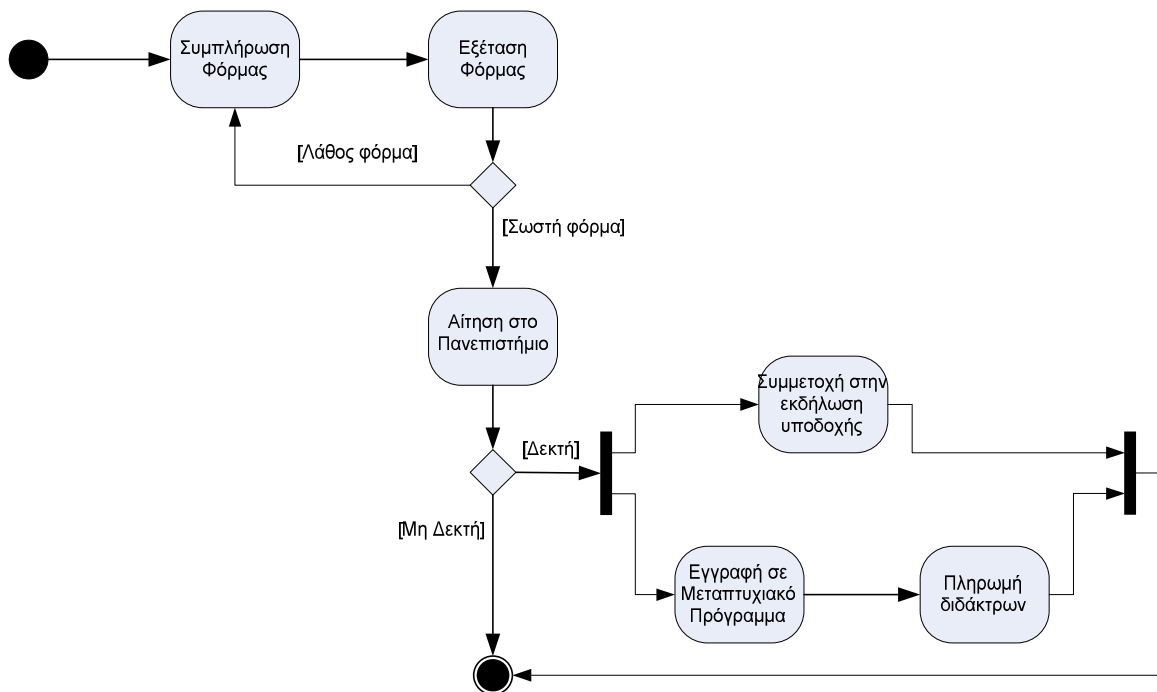 Συμπλήρωση
Φόρμας
Εξέταση
Φόρμας
[Λάθος φόρμα]
[Σωστή φόρμα]
Αίτηση στο
Πανεπιστήμιο
Συμμετοχή στην
εκδήλωση
υποδοχής
[Δεκτή]
[Μη Δεκτή]
Εγγραφή σε
Μεταπτυχιακό
Πρόγραμμα
Πληρωμή
διδάκτρων